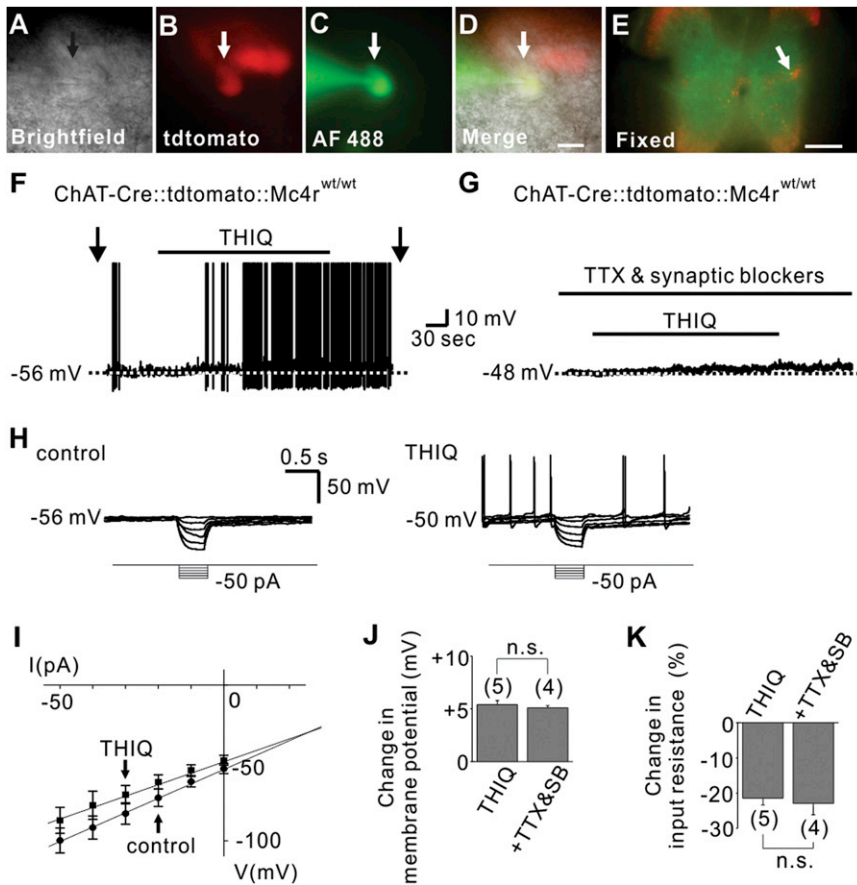 A
Brightfield
B
tdtomato
C
AF 488
D
Merge
E
Fixed
F
ChAT-Cre::tdtomato::Mc4r^wt/wt
THIQ
-56 mV
10 mV
30 sec
G
ChAT-Cre::tdtomato::Mc4r^wt/wt
TTX & synaptic blockers
THIQ
-48 mV
H
control
0.5 s
50 mV
-56 mV
-50 pA
THIQ
-50 mV
-50 pA
I
I(pA)
-50
0
THIQ
-50
control
-100
V(mV)
J
n.s.
+10
+5
0
(5)
(4)
Change in
membrane potential (mV)
THIQ
+TTX&SB
K
THIQ
+TTX&SB
0
-10
-20
-30
Change in
input resistance (%)
(5)
(4)
n.s.